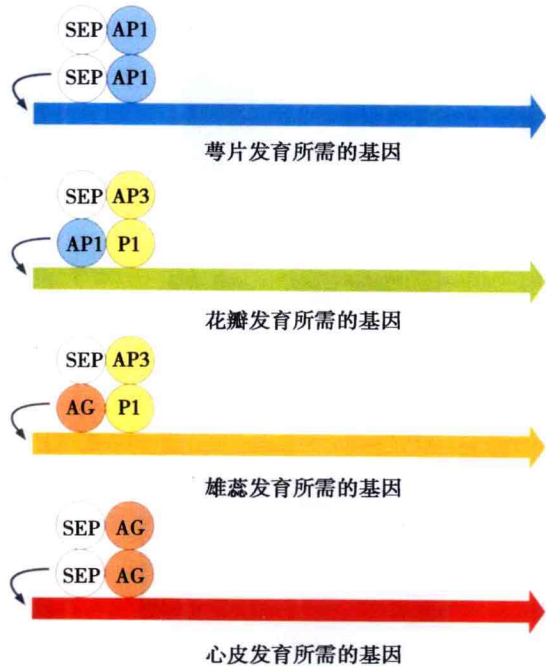 SEP AP1
SEP AP1
萼片发育所需的基因
SEP AP3
AP1 P1
花瓣发育所需的基因
SEP AP3
AG P1
雄蕊发育所需的基因
SEP AG
SEP AG
心皮发育所需的基因